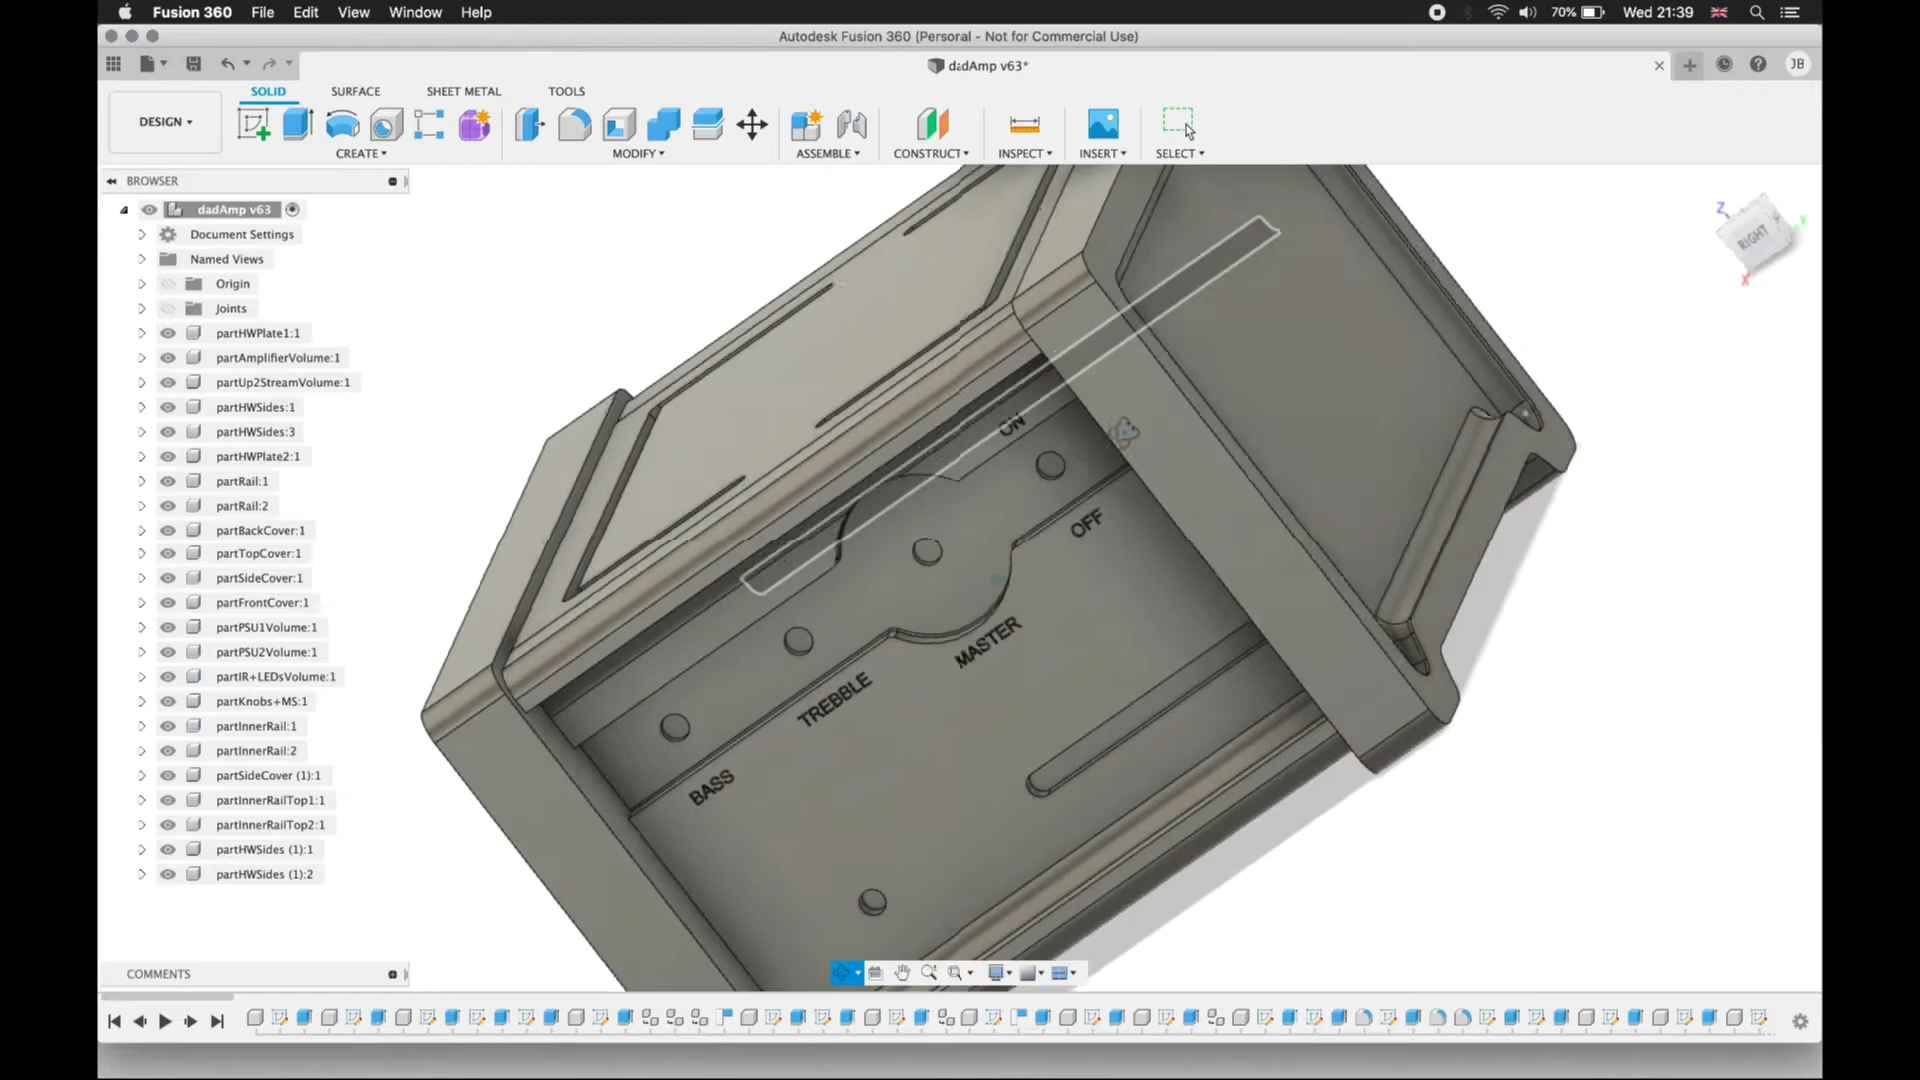 Fusion 360 File Edit View Window Help 70% Wed 21:39
Autodesk Fusion 360 (Personal - Not for Commercial Use)
dadAmp v63* JB
SOLID SURFACE SHEET METAL TOOLS
DESIGN
CREATE MODIFY ASSEMBLE CONSTRUCT INSPECT INSERT SELECT
BROWSER
dadAmp v63
Document Settings
Named Views
Origin
Joints
partHWPlate1:1
partAmplifierVolume:1
partUp2StreamVolume:1
partHWSides:1
partHWSides:3
partHWPlate2:1
partRail:1
partRail:2
partBackCover:1
partTopCover:1
partSideCover:1
partFrontCover:1
partPSU1Volume:1
partPSU2Volume:1
partIR+LEDsVolume:1
partKnobs+MS:1
partInnerRail:1
partInnerRail:2
partSideCover (1):1
partInnerRailTop1:1
partInnerRailTop2:1
partHWSides (1):1
partHWSides (1):2
Z
Y
RIGHT
X
ON
OFF
MASTER
TREBBLE
BASS
COMMENTS